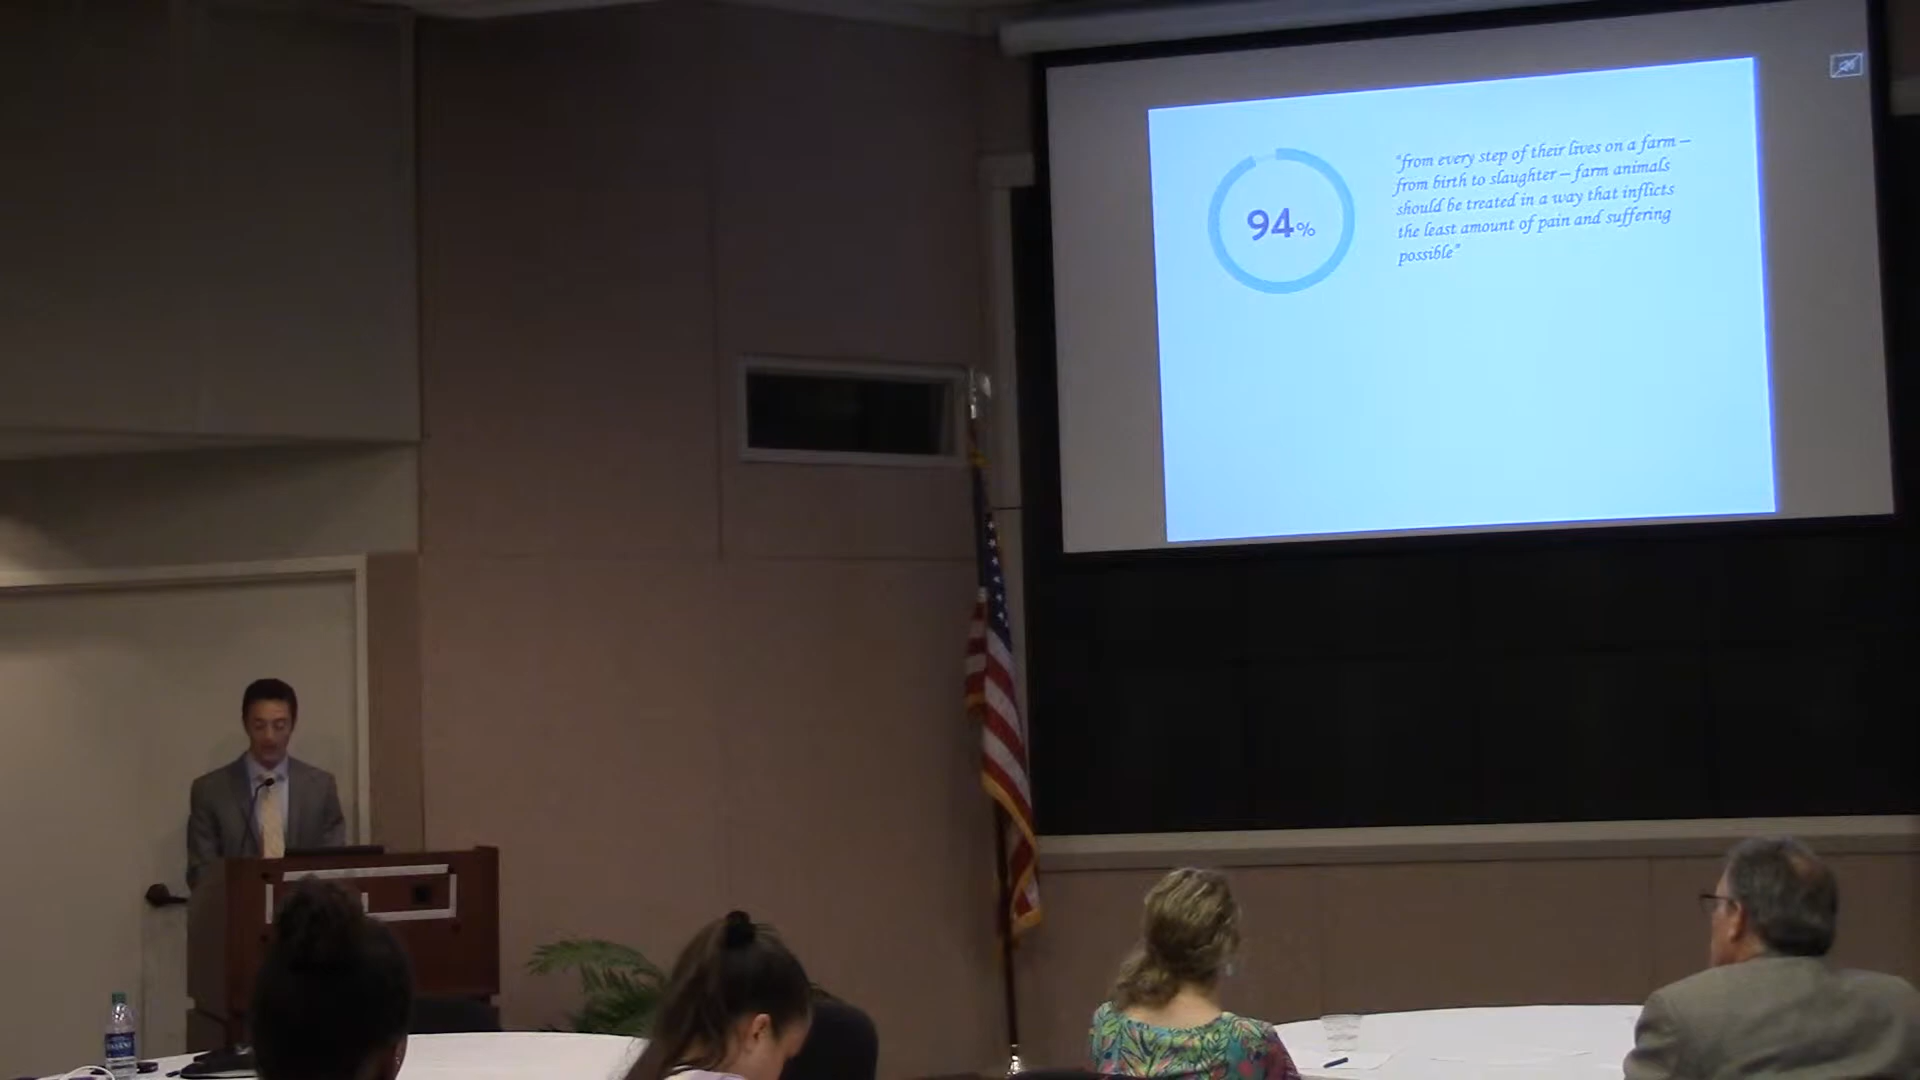 94%
"from every step of their lives on a farm –
from birth to slaughter – farm animals
should be treated in a way that inflicts
the least amount of pain and suffering
possible"
DASANI